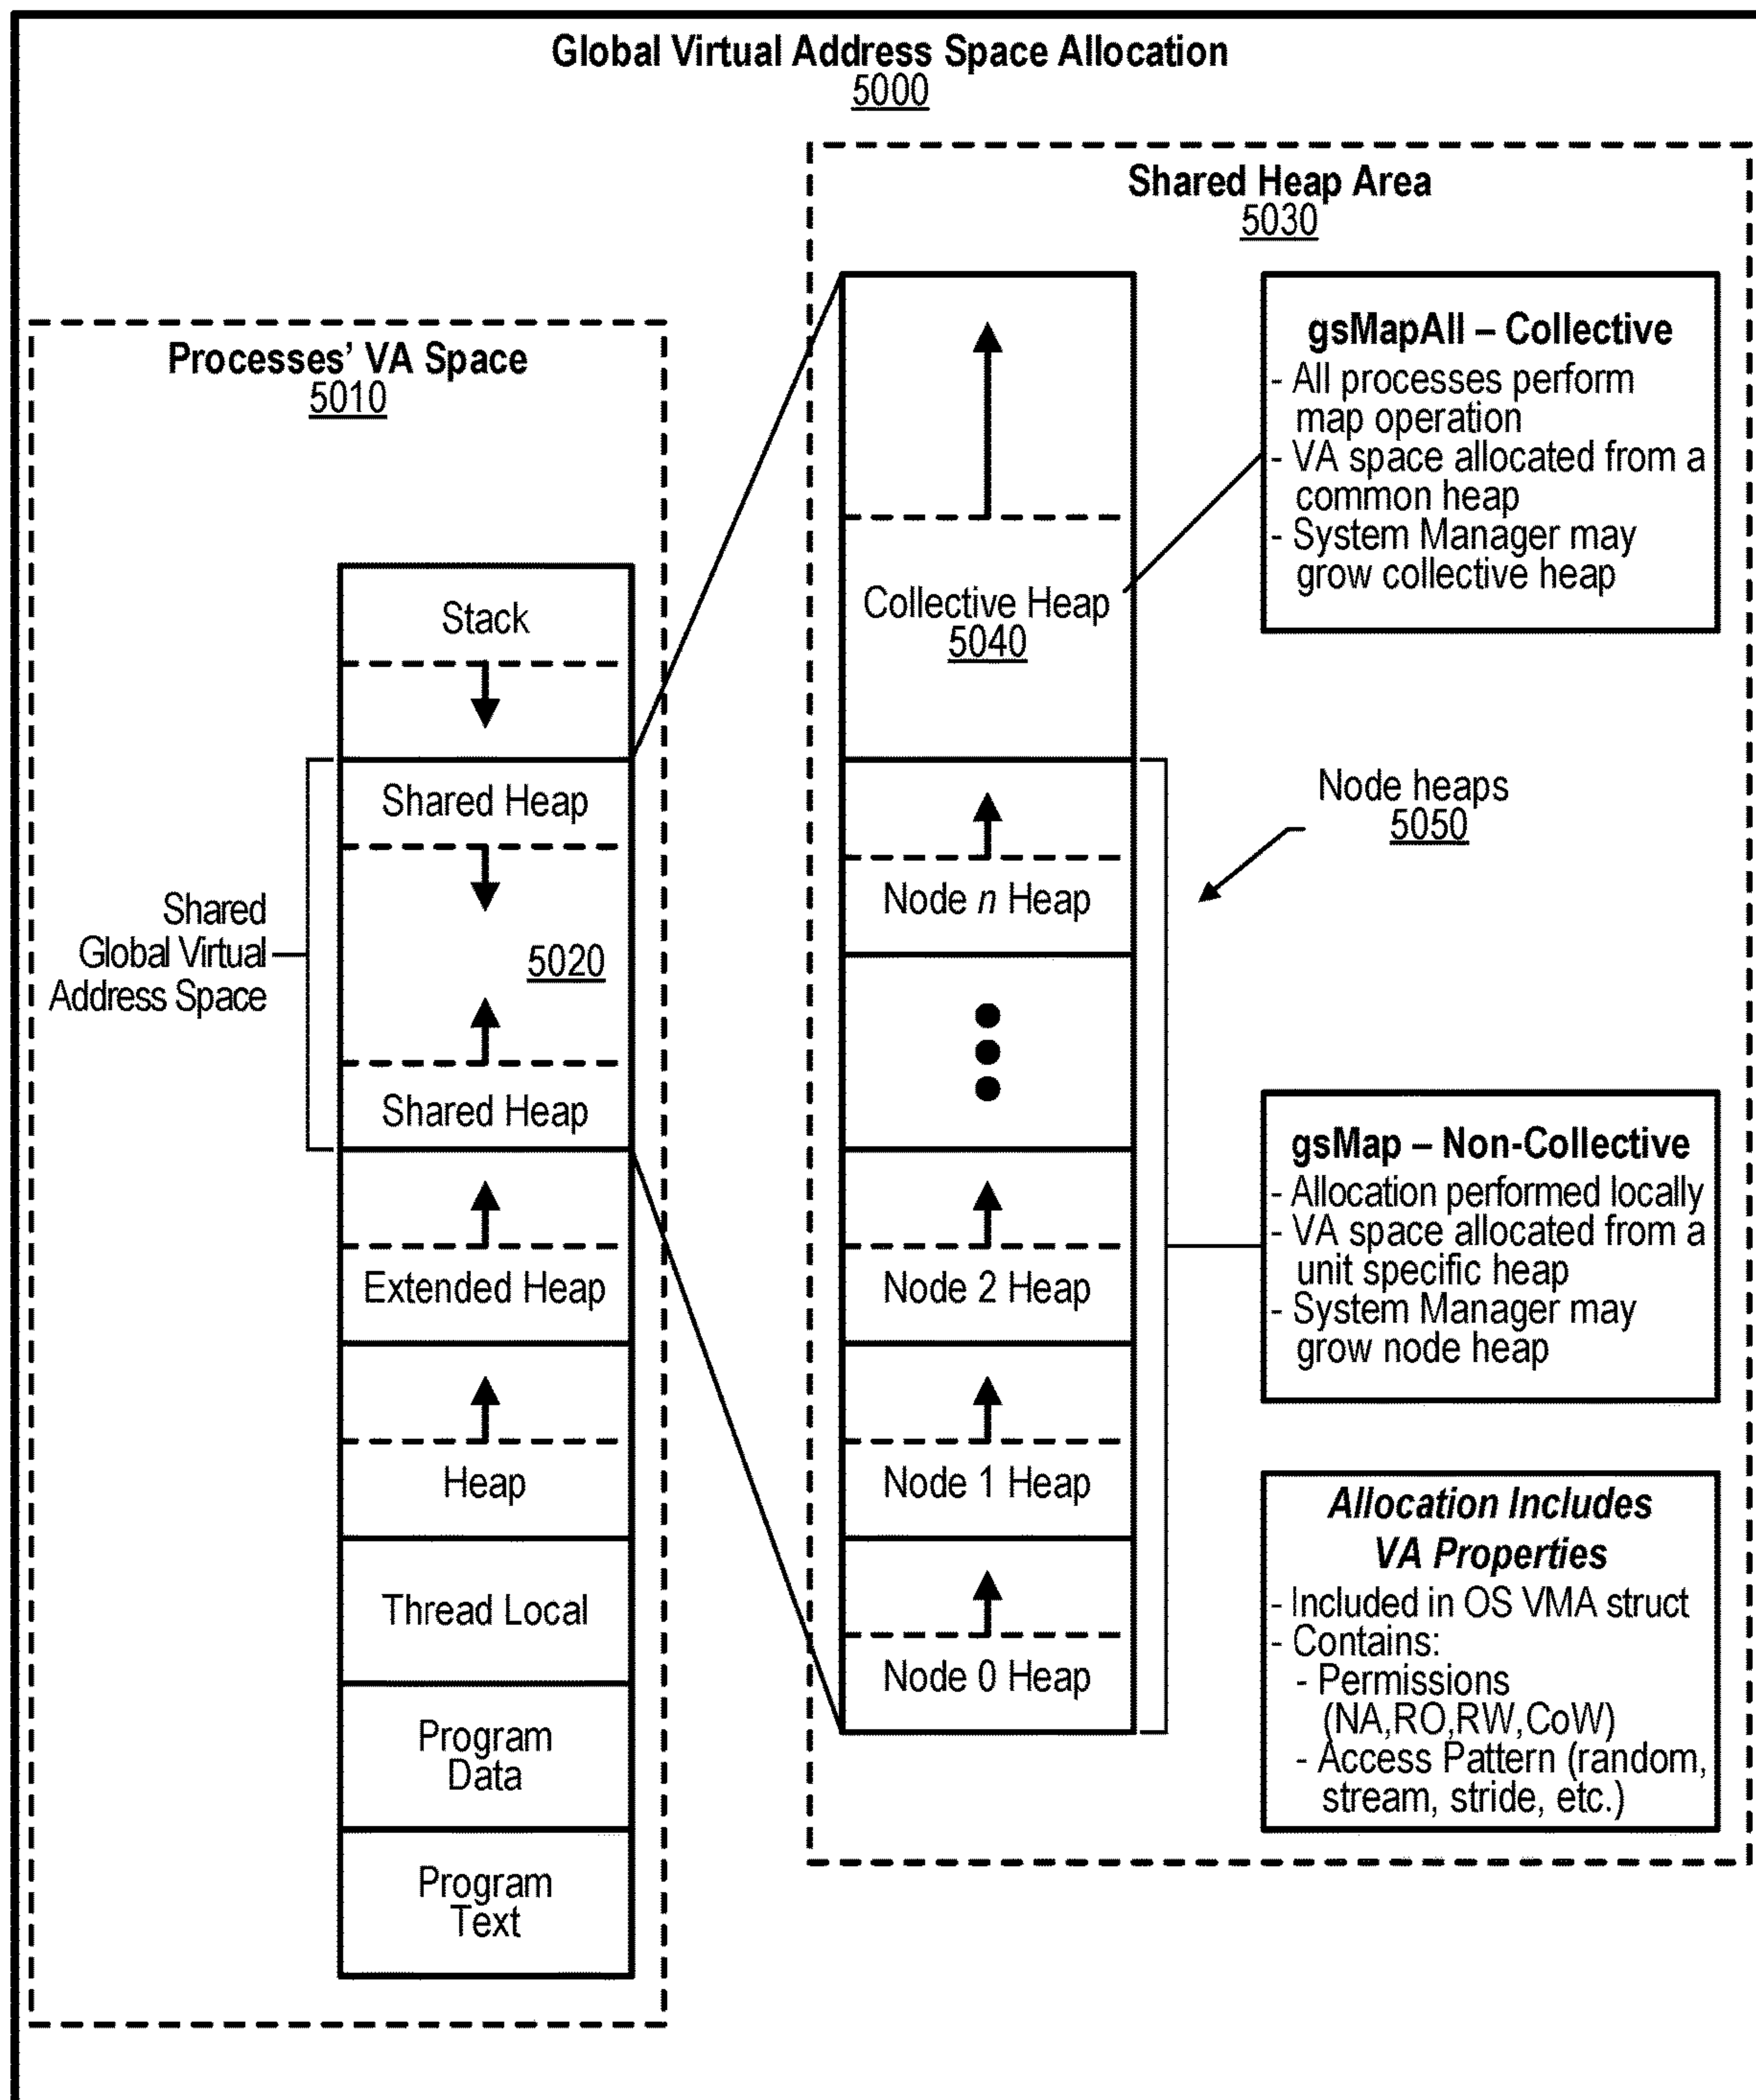 Global Virtual Address Space Allocation
5000
Processes’ VA Space
5010
Stack
Shared Heap
Shared
Global Virtual
Address Space
5020
Shared Heap
Extended Heap
Heap
Thread Local
Program
Data
Program
Text
Shared Heap Area
5030
Collective Heap
5040
Node heaps
5050
Node n Heap
Node 2 Heap
Node 1 Heap
Node 0 Heap
gsMapAll – Collective
- All processes perform
map operation
- VA space allocated from a
common heap
- System Manager may
grow collective heap
gsMap – Non-Collective
- Allocation performed locally
- VA space allocated from a
unit specific heap
- System Manager may
grow node heap
Allocation Includes
VA Properties
- Included in OS VMA struct
- Contains:
- Permissions
(NA,RO,RW,CoW)
- Access Pattern (random,
stream, stride, etc.)